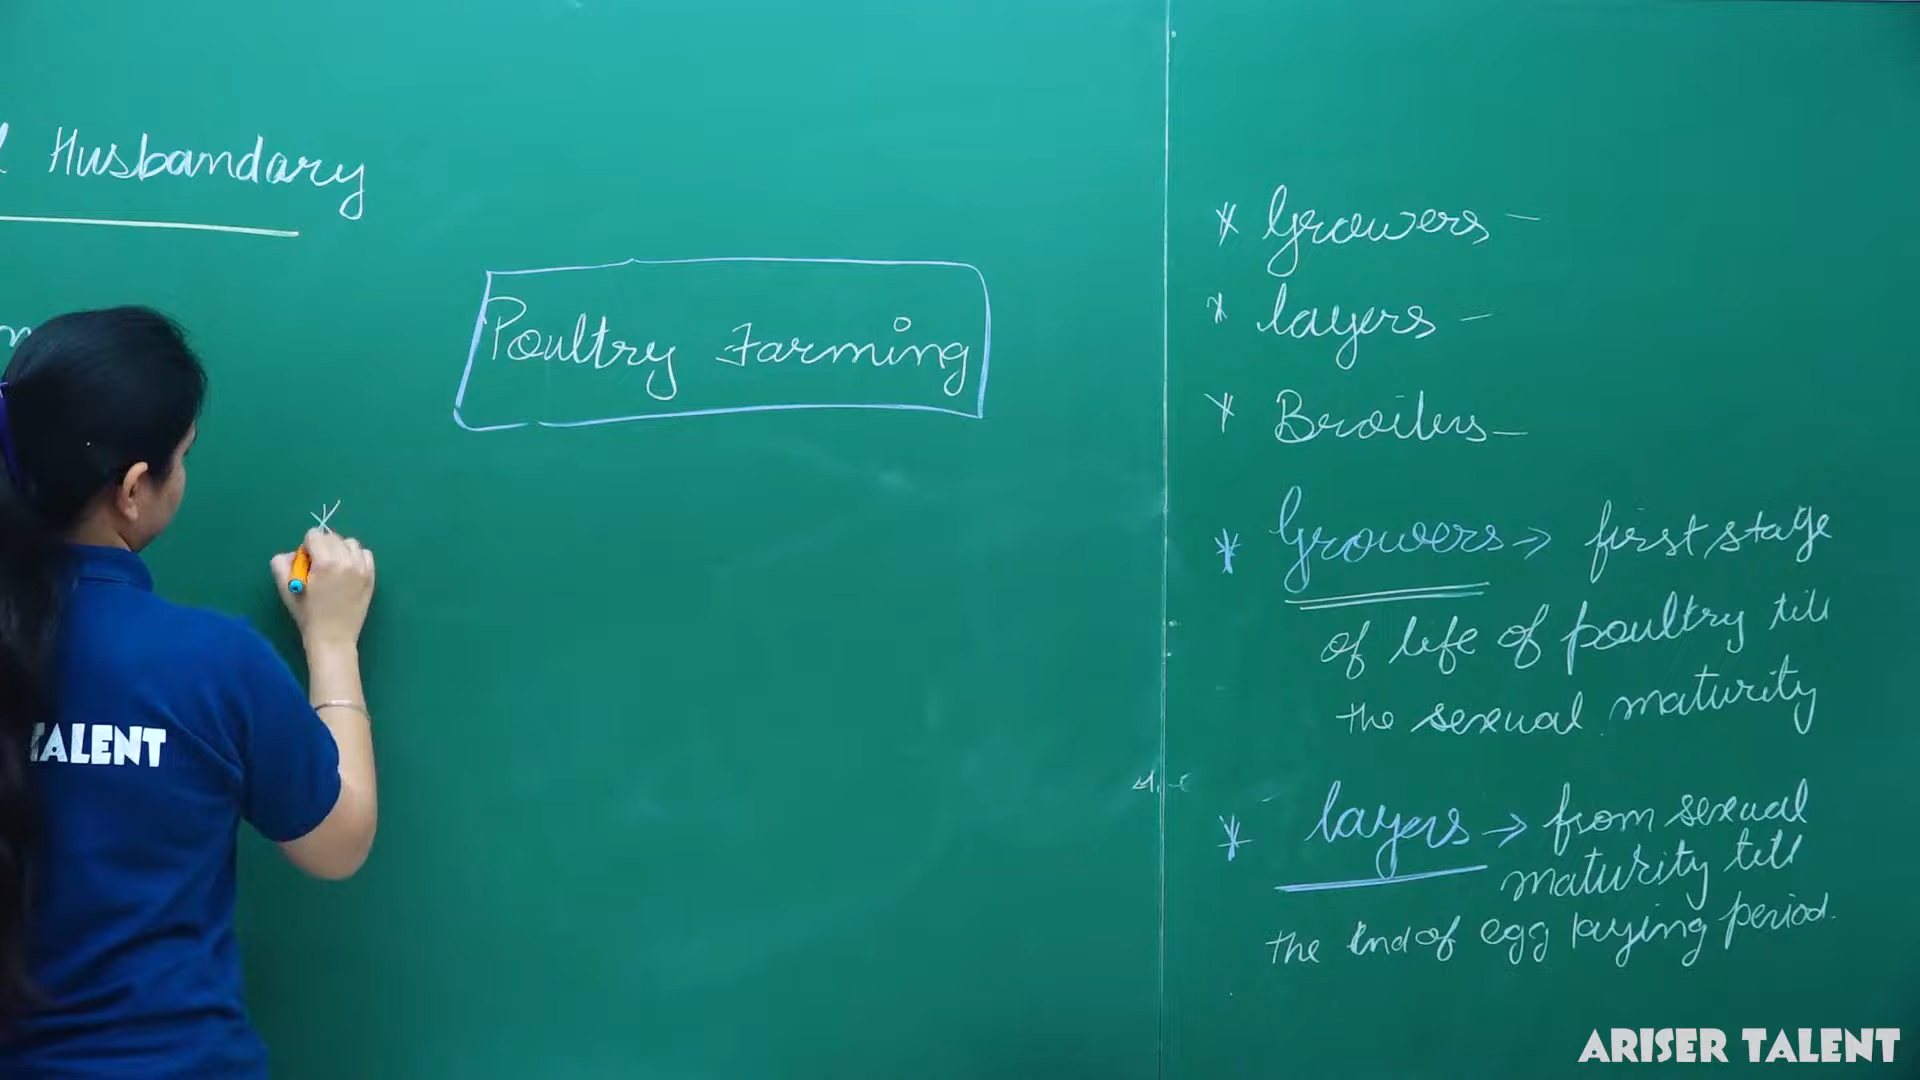 Husbandary
Poultry Farming
* Growers -
* layers -
* Broilers -
* Growers → first stage
of life of poultry till
the sexual maturity
* layers → from sexual
maturity till
the end of egg laying period.
*
TALENT
ARISER TALENT